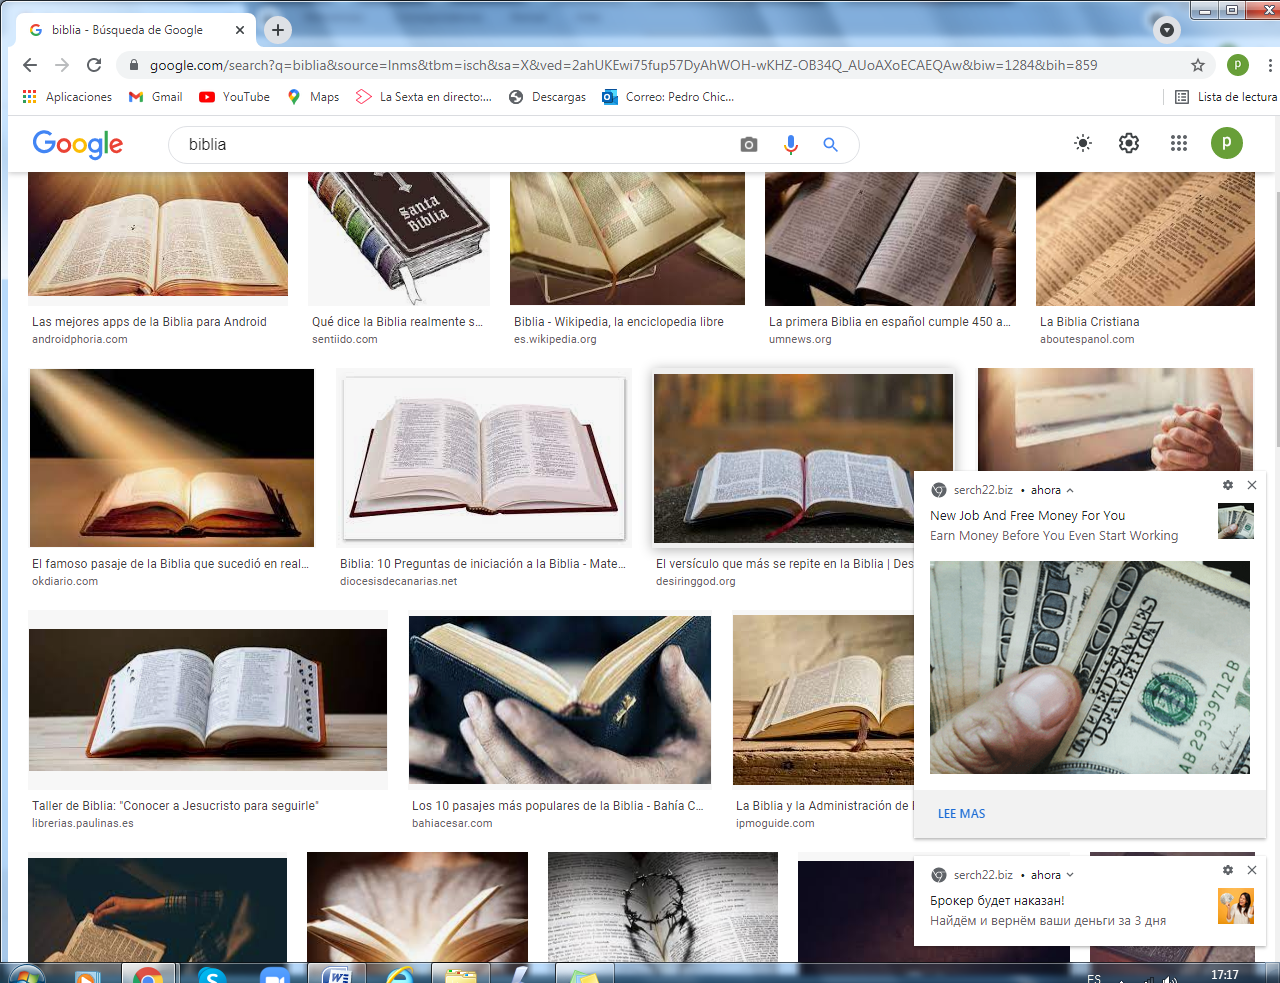 biblia - Búsqueda de Google
google.com/search?q=biblia&source=lnms&tbm=isch&sa=X&ved=2ahUKEwi75fup57DyAhWOH-wKHZ-OB34Q_AUoAXoECAEQAw&biw=1284&bih=859
p
Aplicaciones
Gmail
YouTube
Maps
La Sexta en directo:...
Descargas
Correo: Pedro Chic...
Lista de lectura
Google
biblia
p
Santa
Biblia
Las mejores apps de la Biblia para Android
androidphoria.com
Qué dice la Biblia realmente s...
sentiido.com
Biblia - Wikipedia, la enciclopedia libre
es.wikipedia.org
La primera Biblia en español cumple 450 a...
umnews.org
La Biblia Cristiana
aboutespanol.com
El famoso pasaje de la Biblia que sucedió en real...
okdiario.com
Biblia: 10 Preguntas de iniciación a la Biblia - Mate...
diocesisdecanarias.net
El versículo que más se repite en la Biblia | Des
desiringgod.org
serch22.biz • ahora
New Job And Free Money For You
Earn Money Before You Even Start Working
100
AB29339712B
LEE MAS
Taller de Biblia: "Conocer a Jesucristo para seguirle"
librerias.paulinas.es
Los 10 pasajes más populares de la Biblia - Bahía C...
bahiacesar.com
La Biblia y la Administración de
ipmoguide.com
serch22.biz • ahora
Брокер будет наказан!
Найдём и вернём ваши деньги за 3 дня
ES
17:17